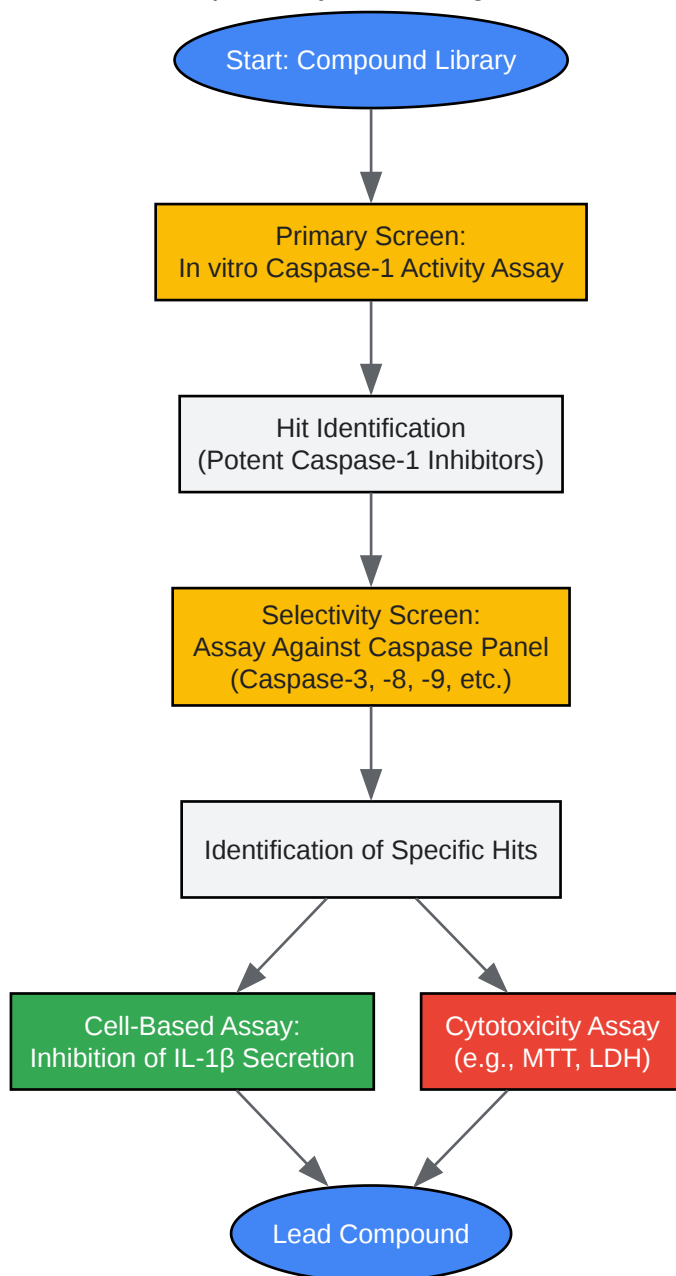 Start: Compound Library
Primary Screen:
In vitro Caspase-1 Activity Assay
Hit Identification
(Potent Caspase-1 Inhibitors)
Selectivity Screen:
Assay Against Caspase Panel
(Caspase-3, -8, -9, etc.)
Identification of Specific Hits
Cell-Based Assay:
Inhibition of IL-1β Secretion
Cytotoxicity Assay
(e.g., MTT, LDH)
Lead Compound